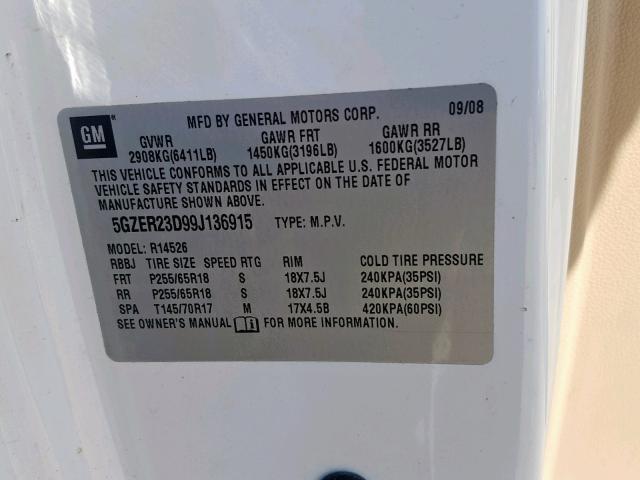 GM
MFD BY GENERAL MOTORS CORP. 09/08
GVWR GAWR FRT GAWR RR
2908KG(6411LB) 1450KG(3196LB) 1600KG(3527LB)
THIS VEHICLE CONFORMS TO ALL APPLICABLE U.S. FEDERAL MOTOR
VEHICLE SAFETY STANDARDS IN EFFECT ON THE DATE OF
MANUFACTURE SHOWN ABOVE.
5GZER23D99J136915 TYPE: M.P.V.
MODEL: R14526
RBBJ TIRE SIZE SPEED RTG RIM COLD TIRE PRESSURE
FRT P255/65R18 S 18X7.5J 240KPA(35PSI)
RR P255/65R18 S 18X7.5J 240KPA(35PSI)
SPA T145/70R17 M 17X4.5B 420KPA(60PSI)
SEE OWNER'S MANUAL FOR MORE INFORMATION.